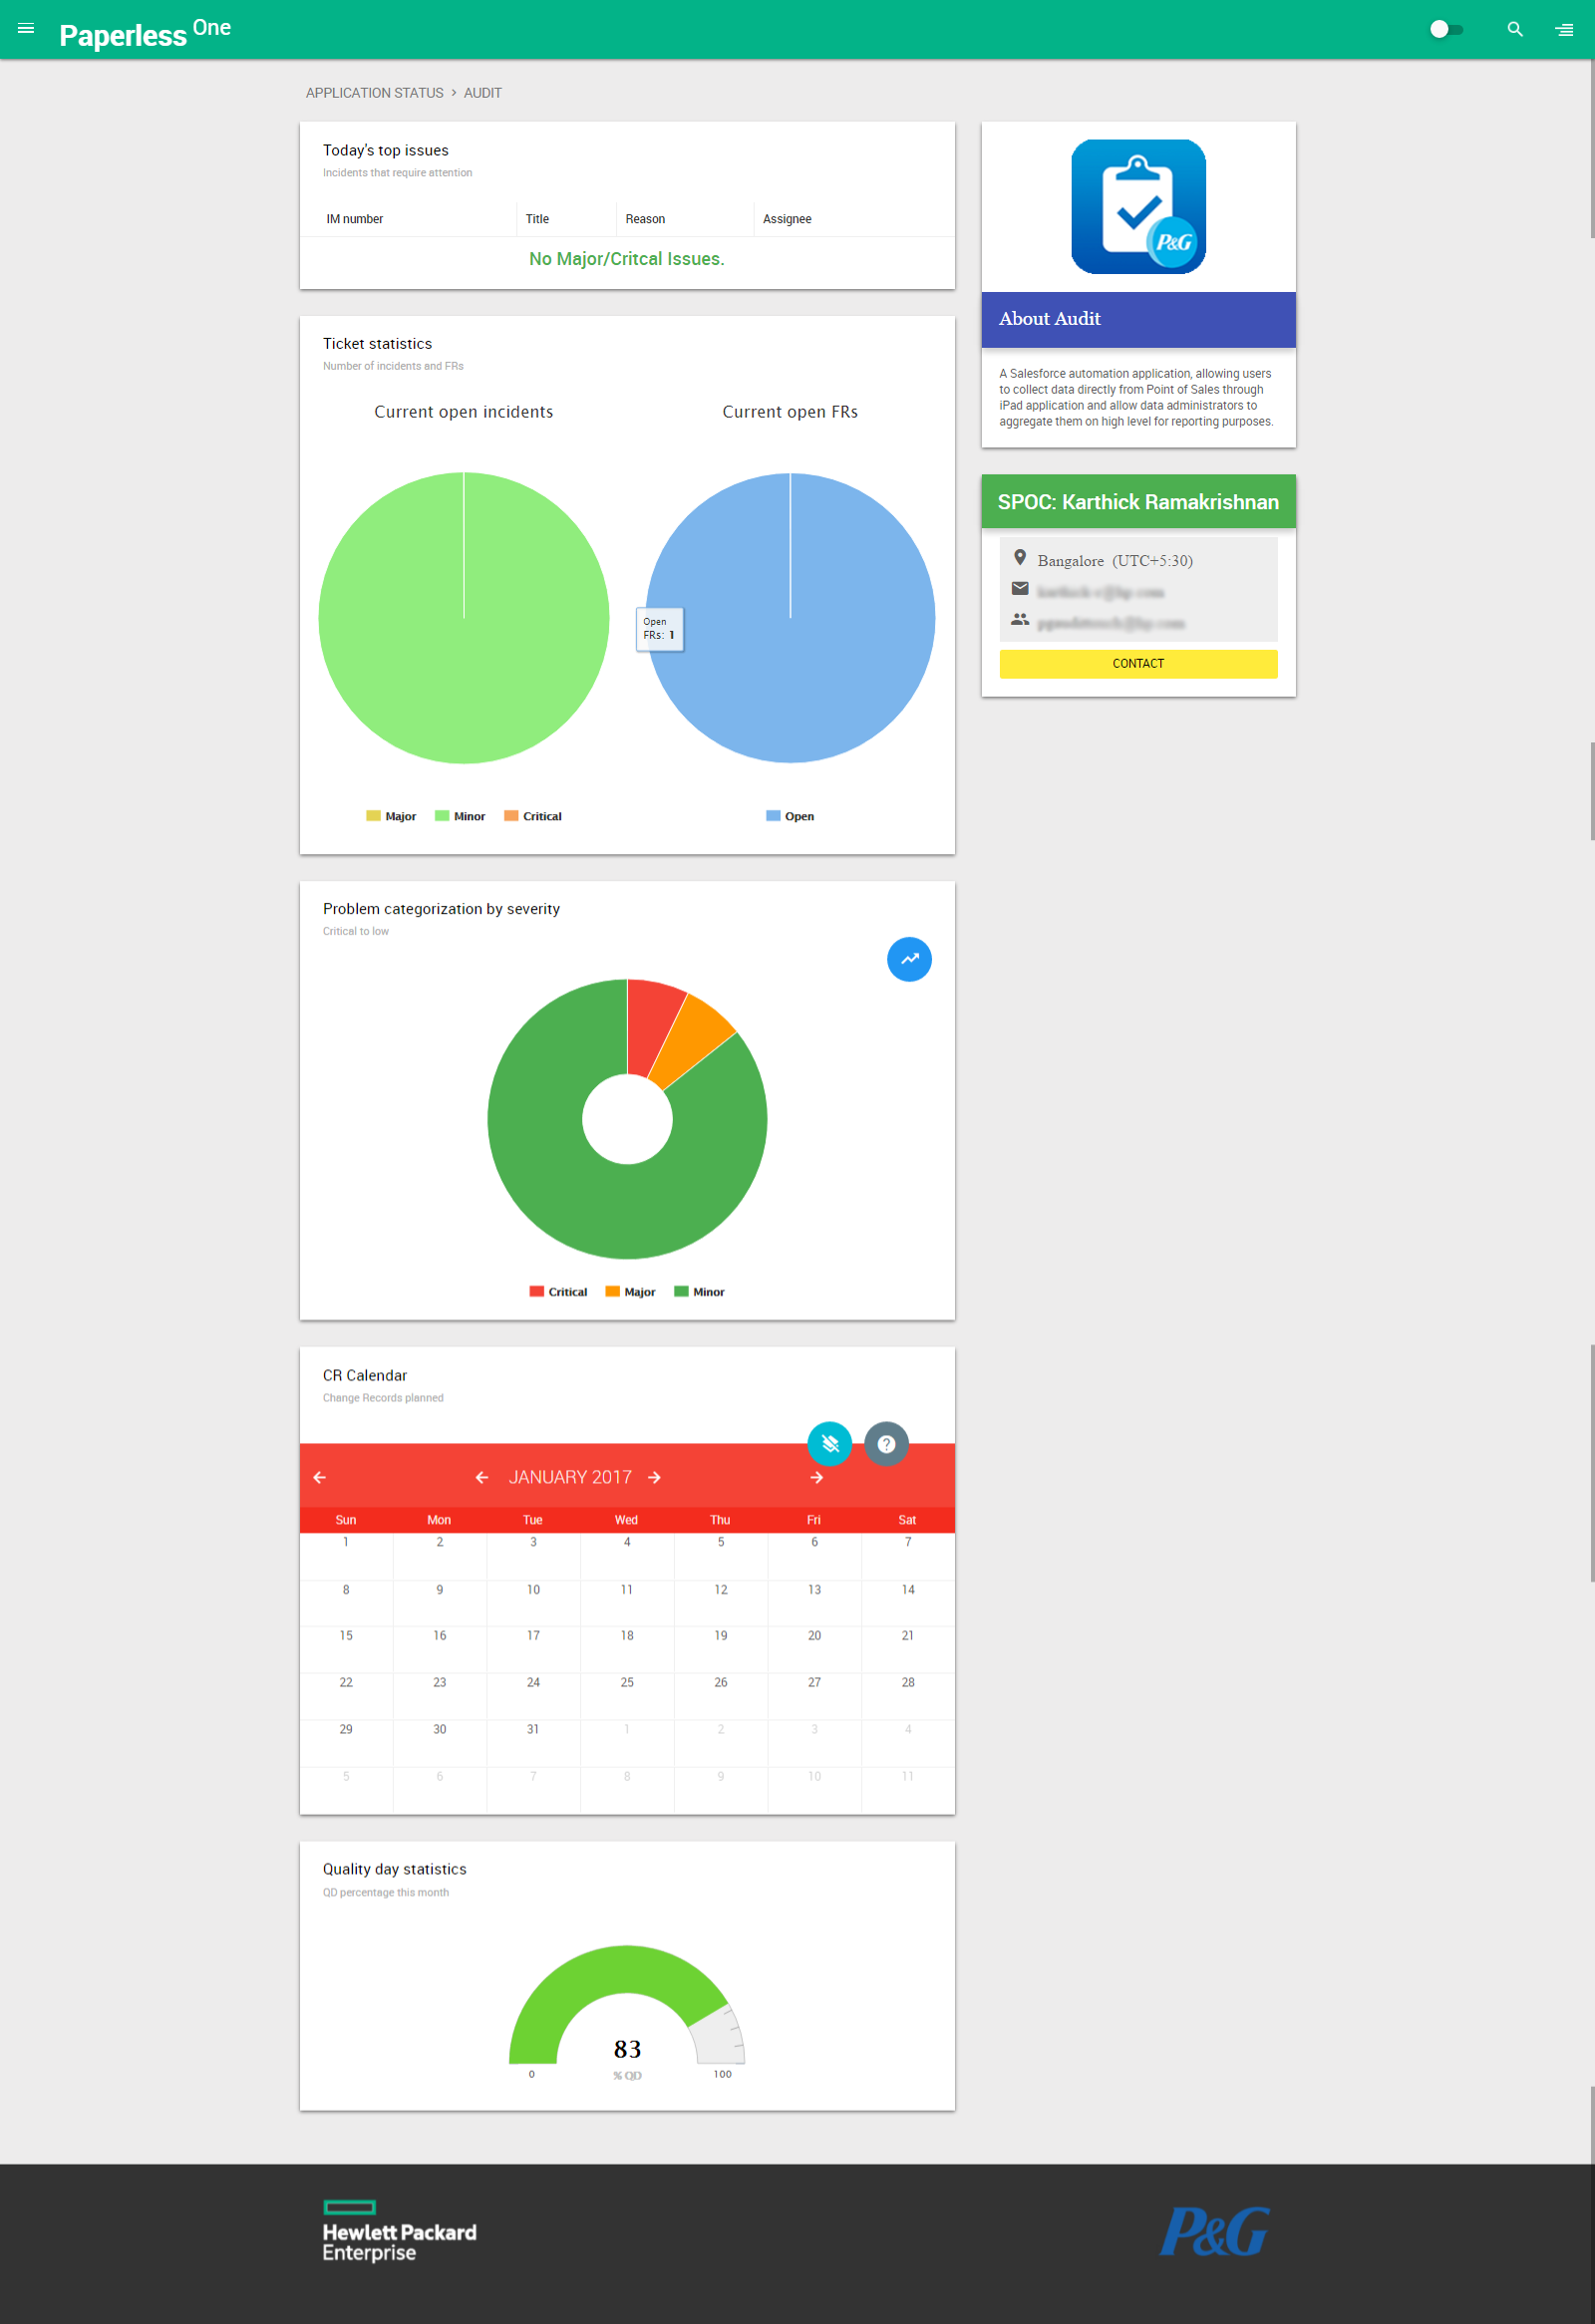 Paperless One
APPLICATION STATUS > AUDIT
Today's top issues
Incidents that require attention
IM number Title Reason Assignee
No Major/Critcal Issues.
P&G
About Audit
A Salesforce automation application, allowing users
to collect data directly from Point of Sales through
iPad application and allow data administrators to
aggregate them on high level for reporting purposes.
SPOC: Karthick Ramakrishnan
Bangalore (UTC+5:30)
CONTACT
Ticket statistics
Number of incidents and FRs
Current open incidents Current open FRs
Open
FRs: 1
Major Minor Critical Open
Problem categorization by severity
Critical to low
Critical Major Minor
CR Calendar
Change Records planned
JANUARY 2017
Sun Mon Tue Wed Thu Fri Sat
1 2 3 4 5 6 7
8 9 10 11 12 13 14
15 16 17 18 19 20 21
22 23 24 25 26 27 28
29 30 31 1 2 3 4
5 6 7 8 9 10 11
Quality day statistics
QD percentage this month
83
0 % QD 100
Hewlett Packard
Enterprise
P&G